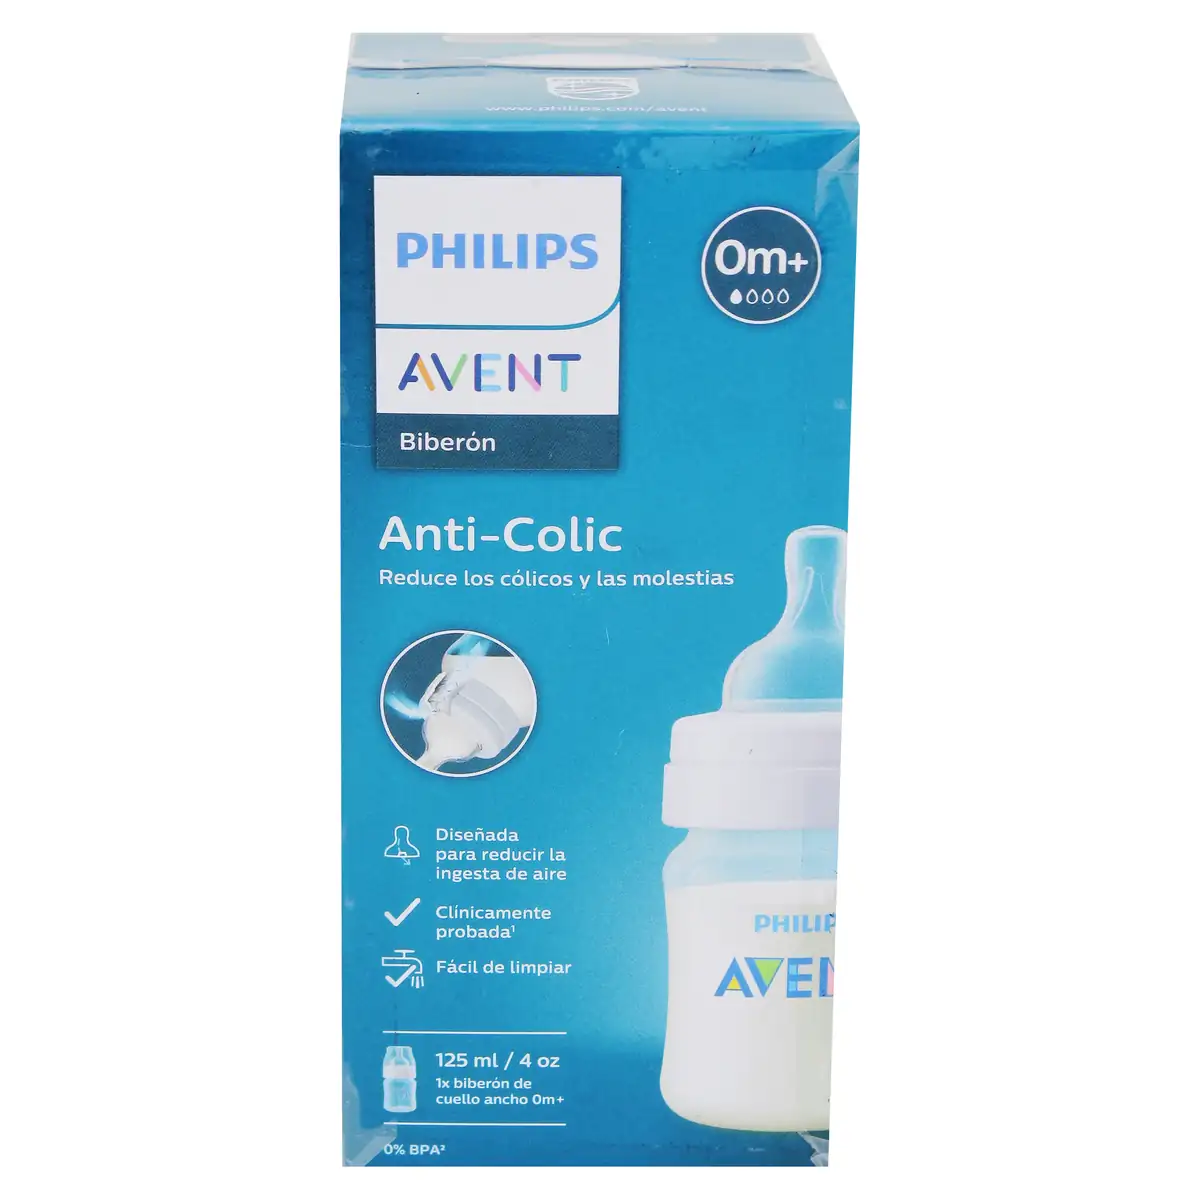 www.philips.com/avent
PHILIPS
AVENT
Biberón
0m+
Anti-Colic
Reduce los cólicos y las molestias
Diseñada
para reducir la
ingesta de aire
Clínicamente
probada¹
Fácil de limpiar
PHILIP
AVEN
125 ml / 4 oz
1x biberón de
cuello ancho 0m+
0% BPA²